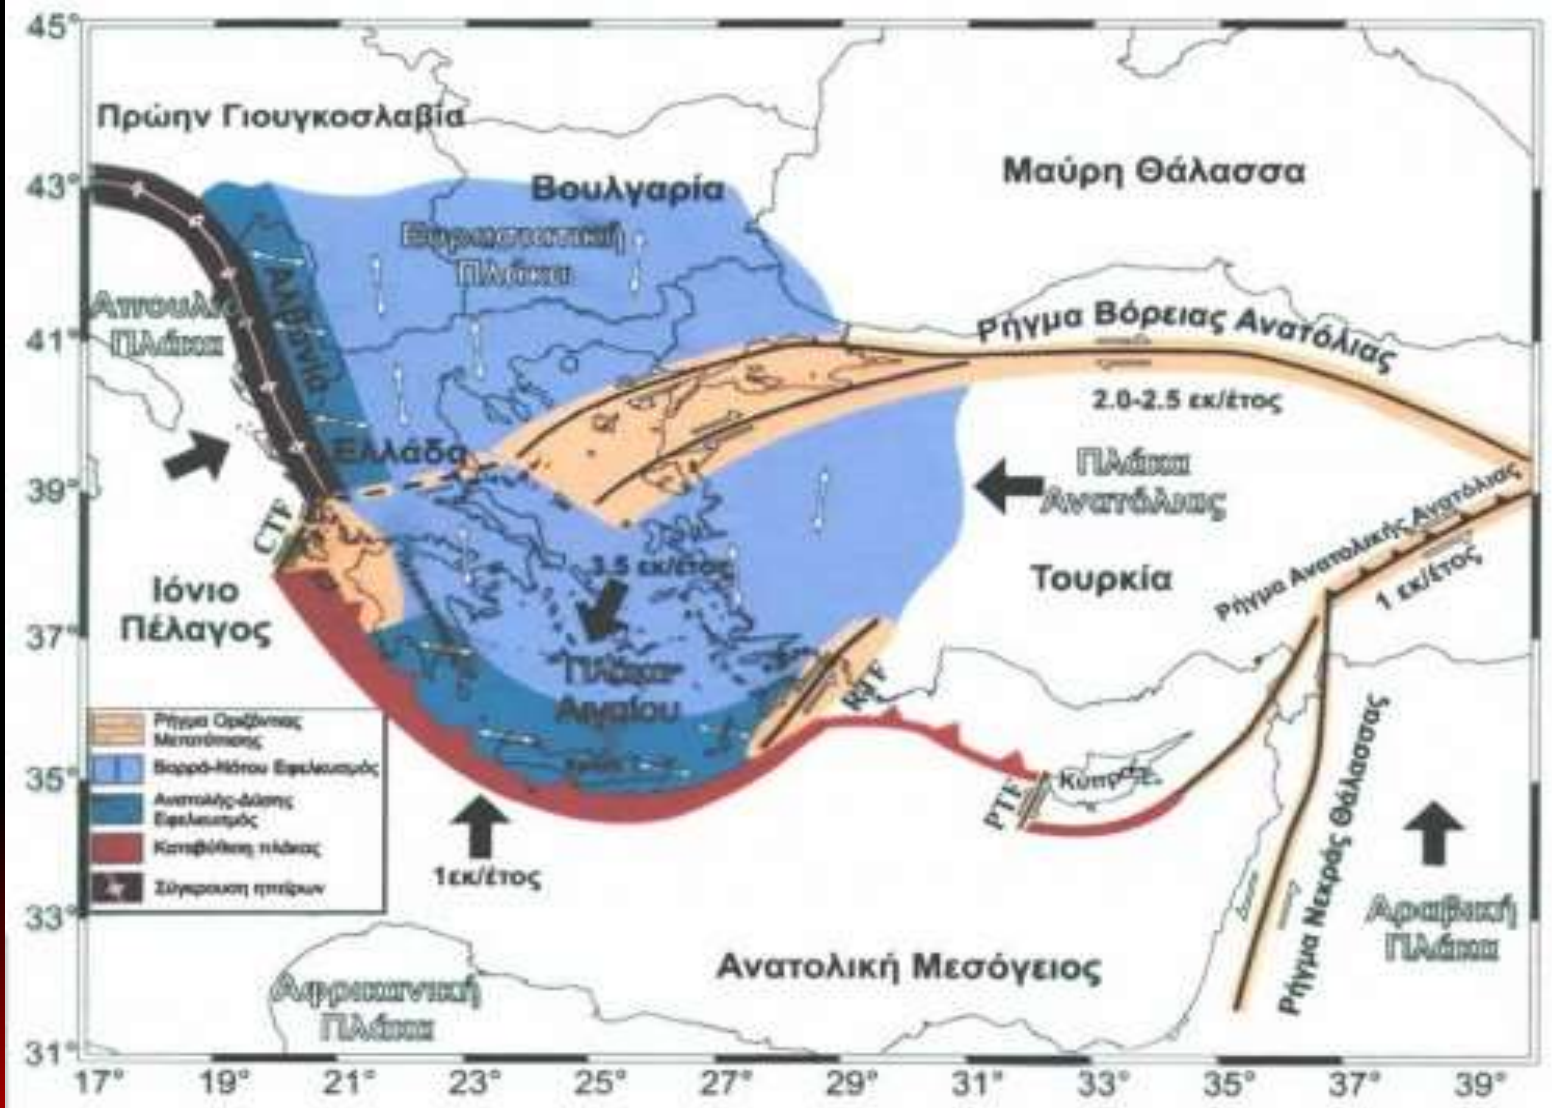 45°
43°
41°
39°
37°
35°
33°
31°
17°
19°
21°
23°
25°
27°
29°
31°
33°
35°
37°
39°
Πρώην Γιουγκοσλαβία
Βουλγαρία
Μαύρη Θάλασσα
Ευρασιατική
Πλάκα
Αλβανία
Απουλια
Πλάκα
Ρήγμα Βόρειας Ανατόλιας
2.0-2.5 εκ/έτος
Ελλάδα
Πλάκα
Ανατόλιας
CTF
Ρήγμα Ανατολικής Ανατόλιας
1 εκ/έτος
3.5 εκ/έτος
Τουρκία
Ιόνιο
Πέλαγος
Πλάκα
Αιγαίου
RTF
Ρήγμα Οριζόντιας
Μετατόπισης
Βορρά-Νότου Εφελκυσμός
Ανατολής-Δύσης
Εφελκυσμός
Καταβύθιση πλάκας
Σύγκρουση ηπείρων
Κύπρος
PTF
1εκ/έτος
Ρήγμα Νεκράς Θάλασσας
Αραβική
Πλάκα
Ανατολική Μεσόγειος
Αφρικανική
Πλάκα